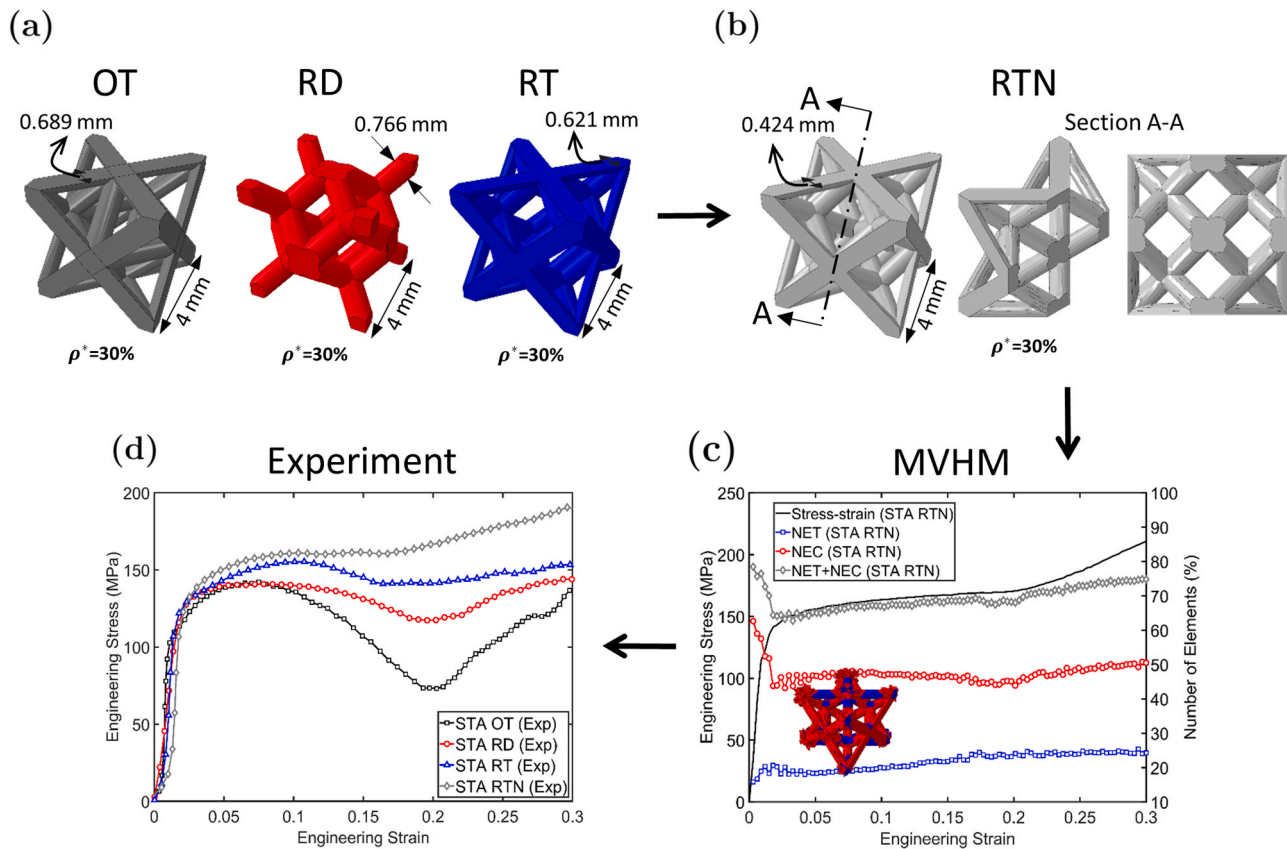 (a)
OT
RD
RT
0.689 mm
0.766 mm
0.621 mm
4 mm
4 mm
4 mm
ρ*=30%
ρ*=30%
ρ*=30%
(b)
RTN
A
0.424 mm
Section A-A
A
4 mm
ρ*=30%
(d)
Experiment
Engineering Stress (MPa)
200
150
100
50
0
0
0.05
0.1
0.15
0.2
0.25
0.3
Engineering Strain
STA OT (Exp)
STA RD (Exp)
STA RT (Exp)
STA RTN (Exp)
(c)
MVHM
Engineering Stress (MPa)
250
200
150
100
50
0
Stress-strain (STA RTN)
NET (STA RTN)
NEC (STA RTN)
NET+NEC (STA RTN)
100
90
80
70
60
50
40
30
20
10
Number of Elements (%)
0
0.05
0.1
0.15
0.2
0.25
0.3
Engineering Strain